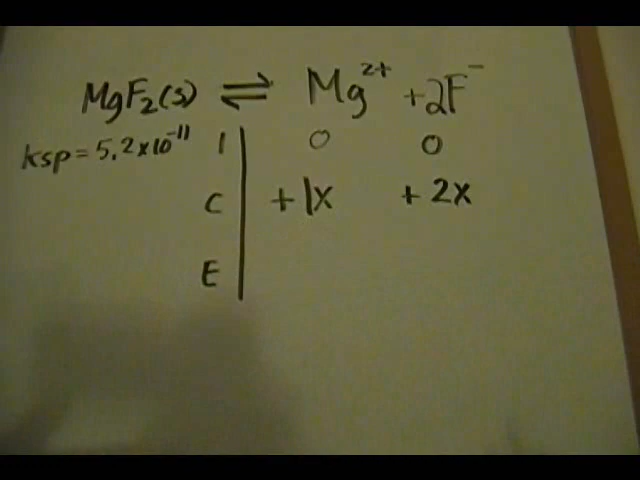 MgF₂(s) ⇌ Mg²⁺ + 2F⁻
ksp = 5.2x10⁻¹¹ I | 0 0
C | + 1x + 2x
E |